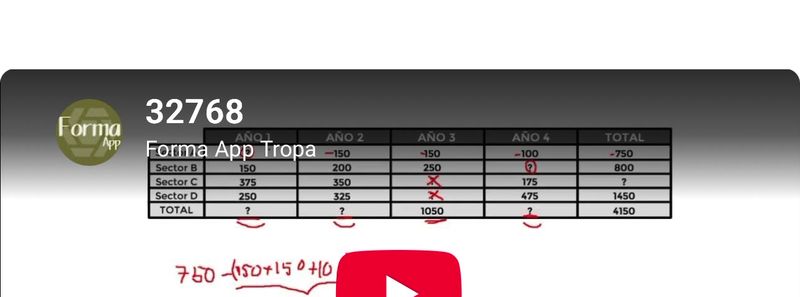 32768
Forma App
Forma App Tropa
AÑO 1 AÑO 2 AÑO 3 AÑO 4 TOTAL
-150 -150 -100 -750
Sector B 150 200 250 ? 800
Sector C 375 350 X 175 ?
Sector D 250 325 X 475 1450
TOTAL ? ? 1050 ? 4150
750 -(150+150+10